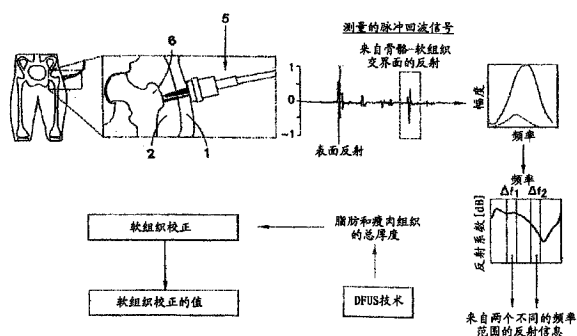 测量的脉冲回波信号
来自骨骼-软组织
交界面的反射
5
6
2
1
1
0
-1
表面反射
幅度
频率
频率
Δf1 Δf2
反射系数[dB]
来自两个不同的频率
范围的反射信息
脂肪和瘦肉组织
的总厚度
DFUS技术
软组织校正
软组织校正的值